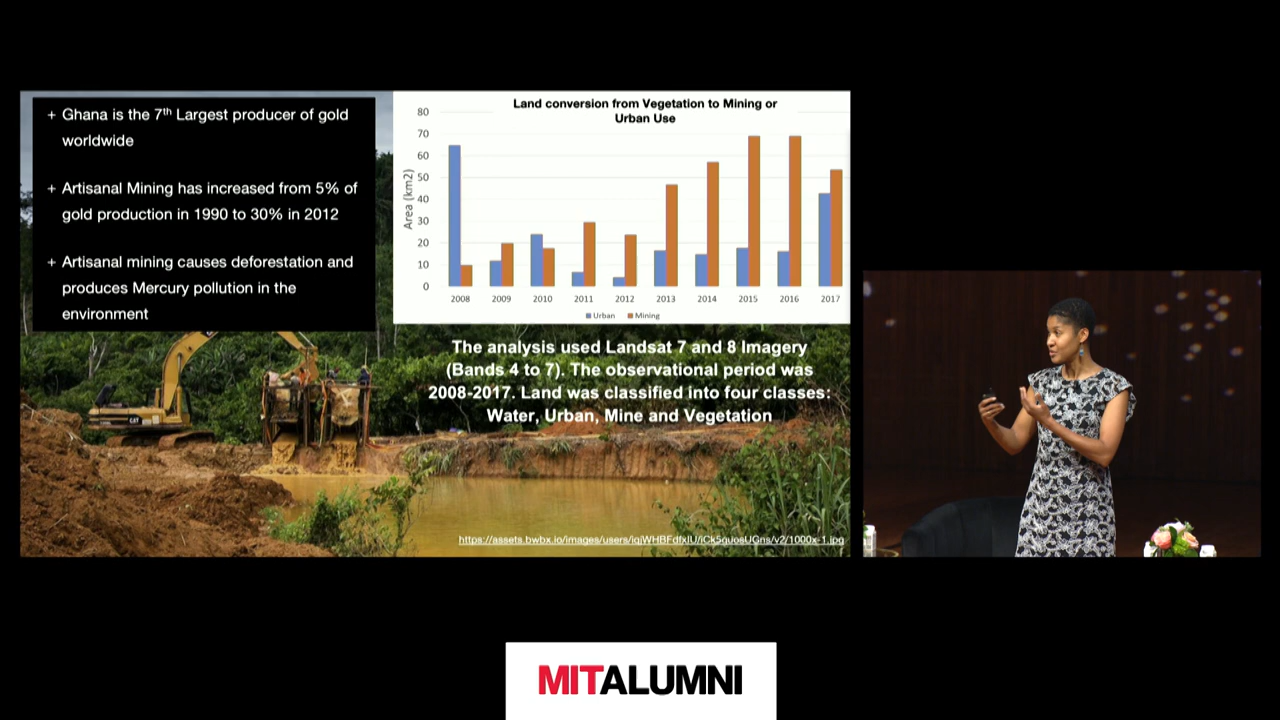 + Ghana is the 7th Largest producer of gold
worldwide
+ Artisanal Mining has increased from 5% of
gold production in 1990 to 30% in 2012
+ Artisanal mining causes deforestation and
produces Mercury pollution in the
environment
Land conversion from Vegetation to Mining or
Urban Use
Area (km2)
80
70
60
50
40
30
20
10
0
2008 2009 2010 2011 2012 2013 2014 2015 2016 2017
Urban Mining
The analysis used Landsat 7 and 8 Imagery
(Bands 4 to 7). The observational period was
2008-2017. Land was classified into four classes:
Water, Urban, Mine and Vegetation
CAT
MITALUMNI